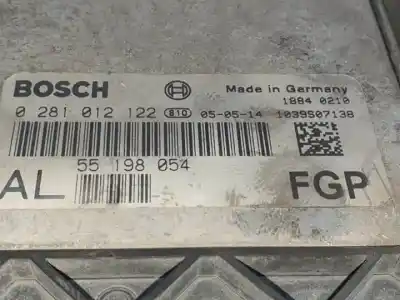 BOSCH Made in Germany
1884 0210
0 281 012 122 810 05-05-14 1039S07138
55 198 054
AL FGP